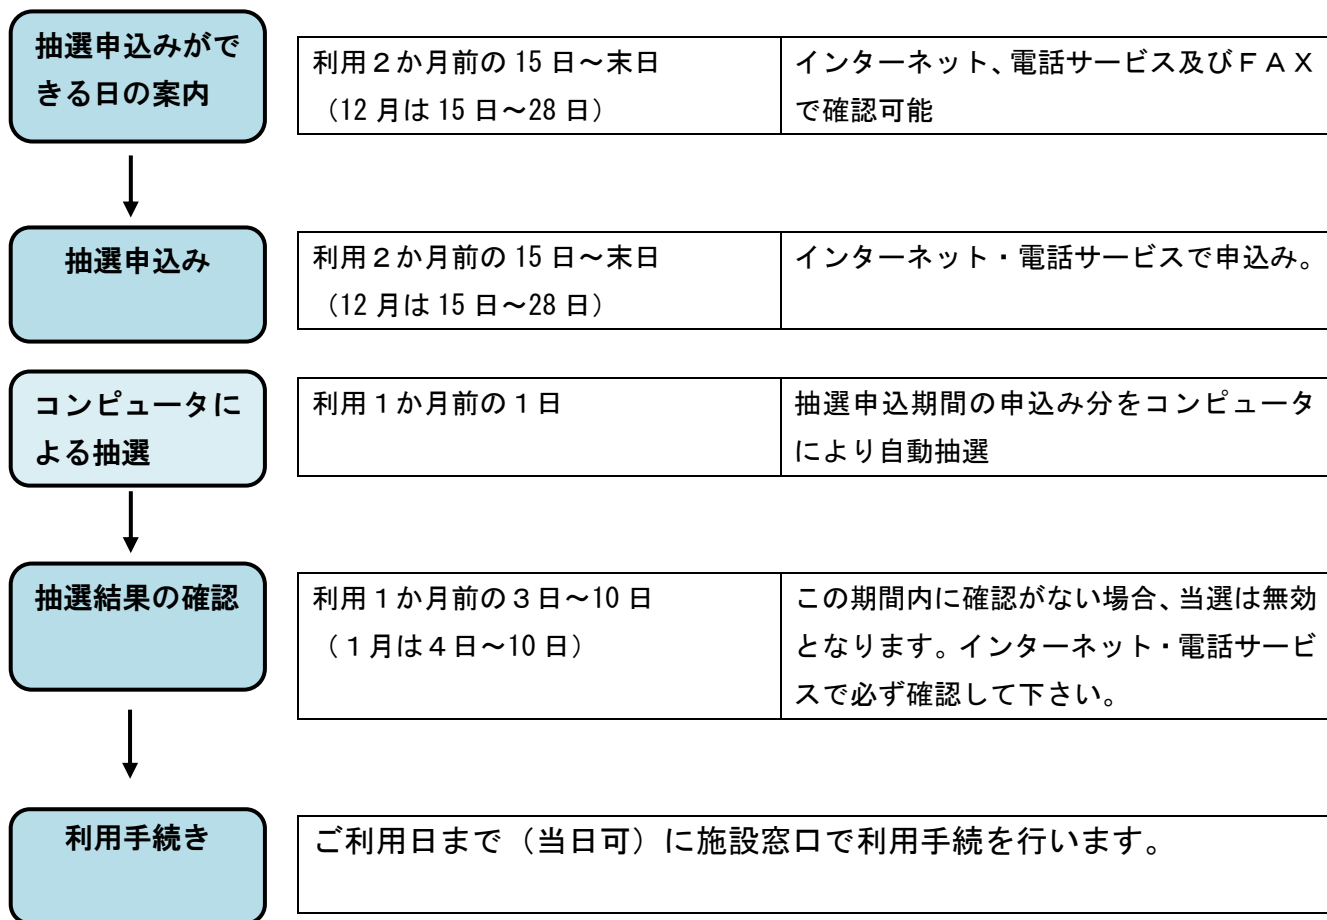 抽選申込みがで
きる日の案内
利用２か月前の 15 日～末日
（12 月は 15 日～28 日）
インターネット、電話サービス及びＦＡＸ
で確認可能
抽選申込み
利用２か月前の 15 日～末日
（12 月は 15 日～28 日）
インターネット・電話サービスで申込み。
コンピュータに
よる抽選
利用１か月前の１日
抽選申込期間の申込み分をコンピュータ
により自動抽選
抽選結果の確認
利用１か月前の３日～10 日
（１月は４日～10 日）
この期間内に確認がない場合、当選は無効
となります。インターネット・電話サービ
スで必ず確認して下さい。
利用手続き
ご利用日まで（当日可）に施設窓口で利用手続を行います。